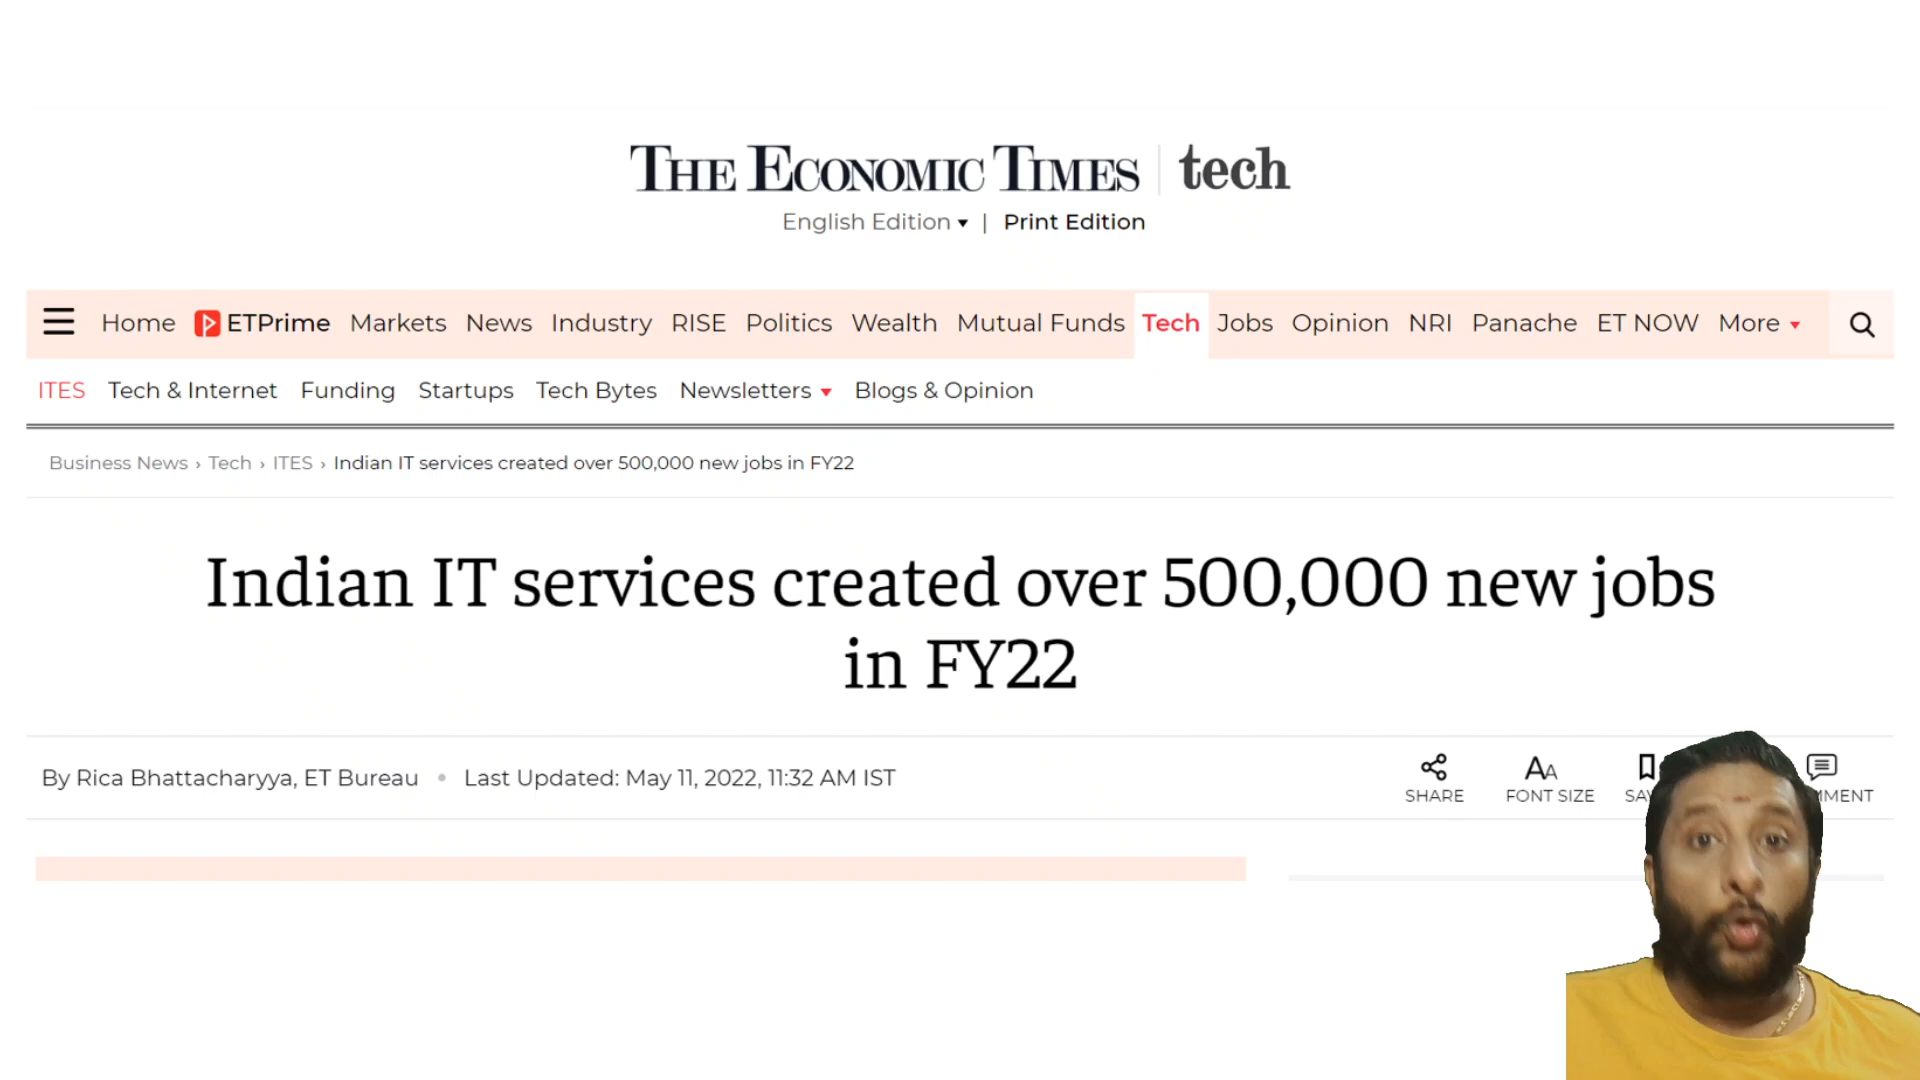 THE ECONOMIC TIMES | tech
English Edition ▾ | Print Edition
Home ETPrime Markets News Industry RISE Politics Wealth Mutual Funds Tech Jobs Opinion NRI Panache ET NOW More ▾
ITES Tech & Internet Funding Startups Tech Bytes Newsletters ▾ Blogs & Opinion
Business News › Tech › ITES › Indian IT services created over 500,000 new jobs in FY22
Indian IT services created over 500,000 new jobs
in FY22
By Rica Bhattacharyya, ET Bureau • Last Updated: May 11, 2022, 11:32 AM IST
SHARE FONT SIZE